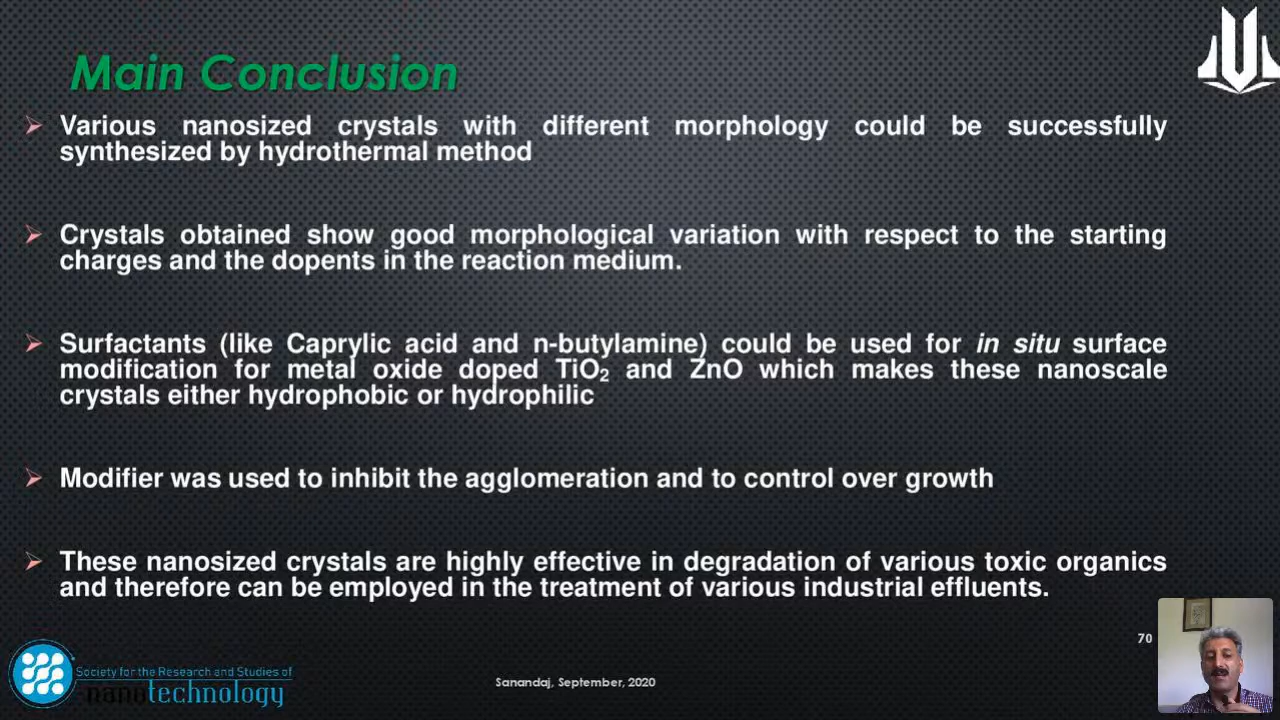 Main Conclusion
➢ Various nanosized crystals with different morphology could be successfully
synthesized by hydrothermal method
➢ Crystals obtained show good morphological variation with respect to the starting
charges and the dopents in the reaction medium.
➢ Surfactants (like Caprylic acid and n-butylamine) could be used for in situ surface
modification for metal oxide doped TiO₂ and ZnO which makes these nanoscale
crystals either hydrophobic or hydrophilic
➢ Modifier was used to inhibit the agglomeration and to control over growth
➢ These nanosized crystals are highly effective in degradation of various toxic organics
and therefore can be employed in the treatment of various industrial effluents.
70
Society for the Research and Studies of
nanotechnology
Sanandaj, September, 2020